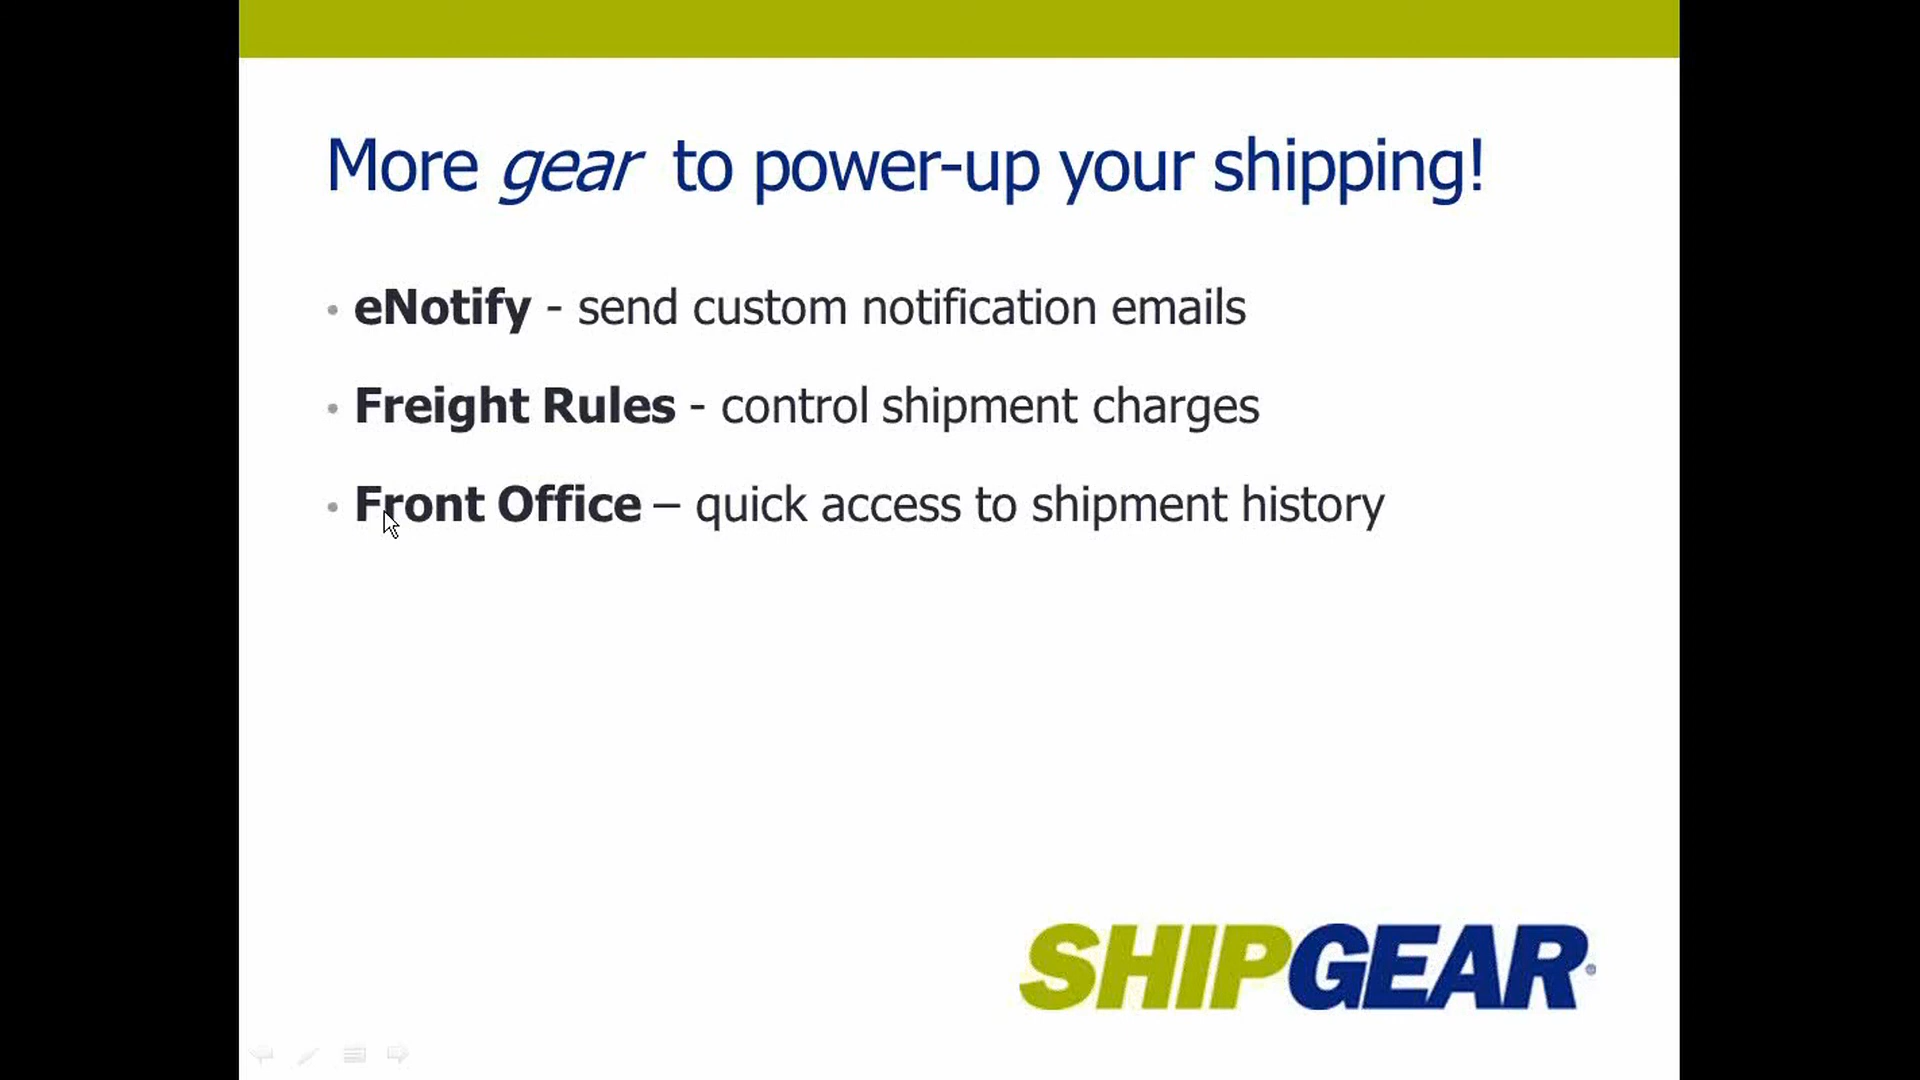 More gear to power-up your shipping!
• eNotify - send custom notification emails
• Freight Rules - control shipment charges
• Front Office – quick access to shipment history
SHIPGEAR®